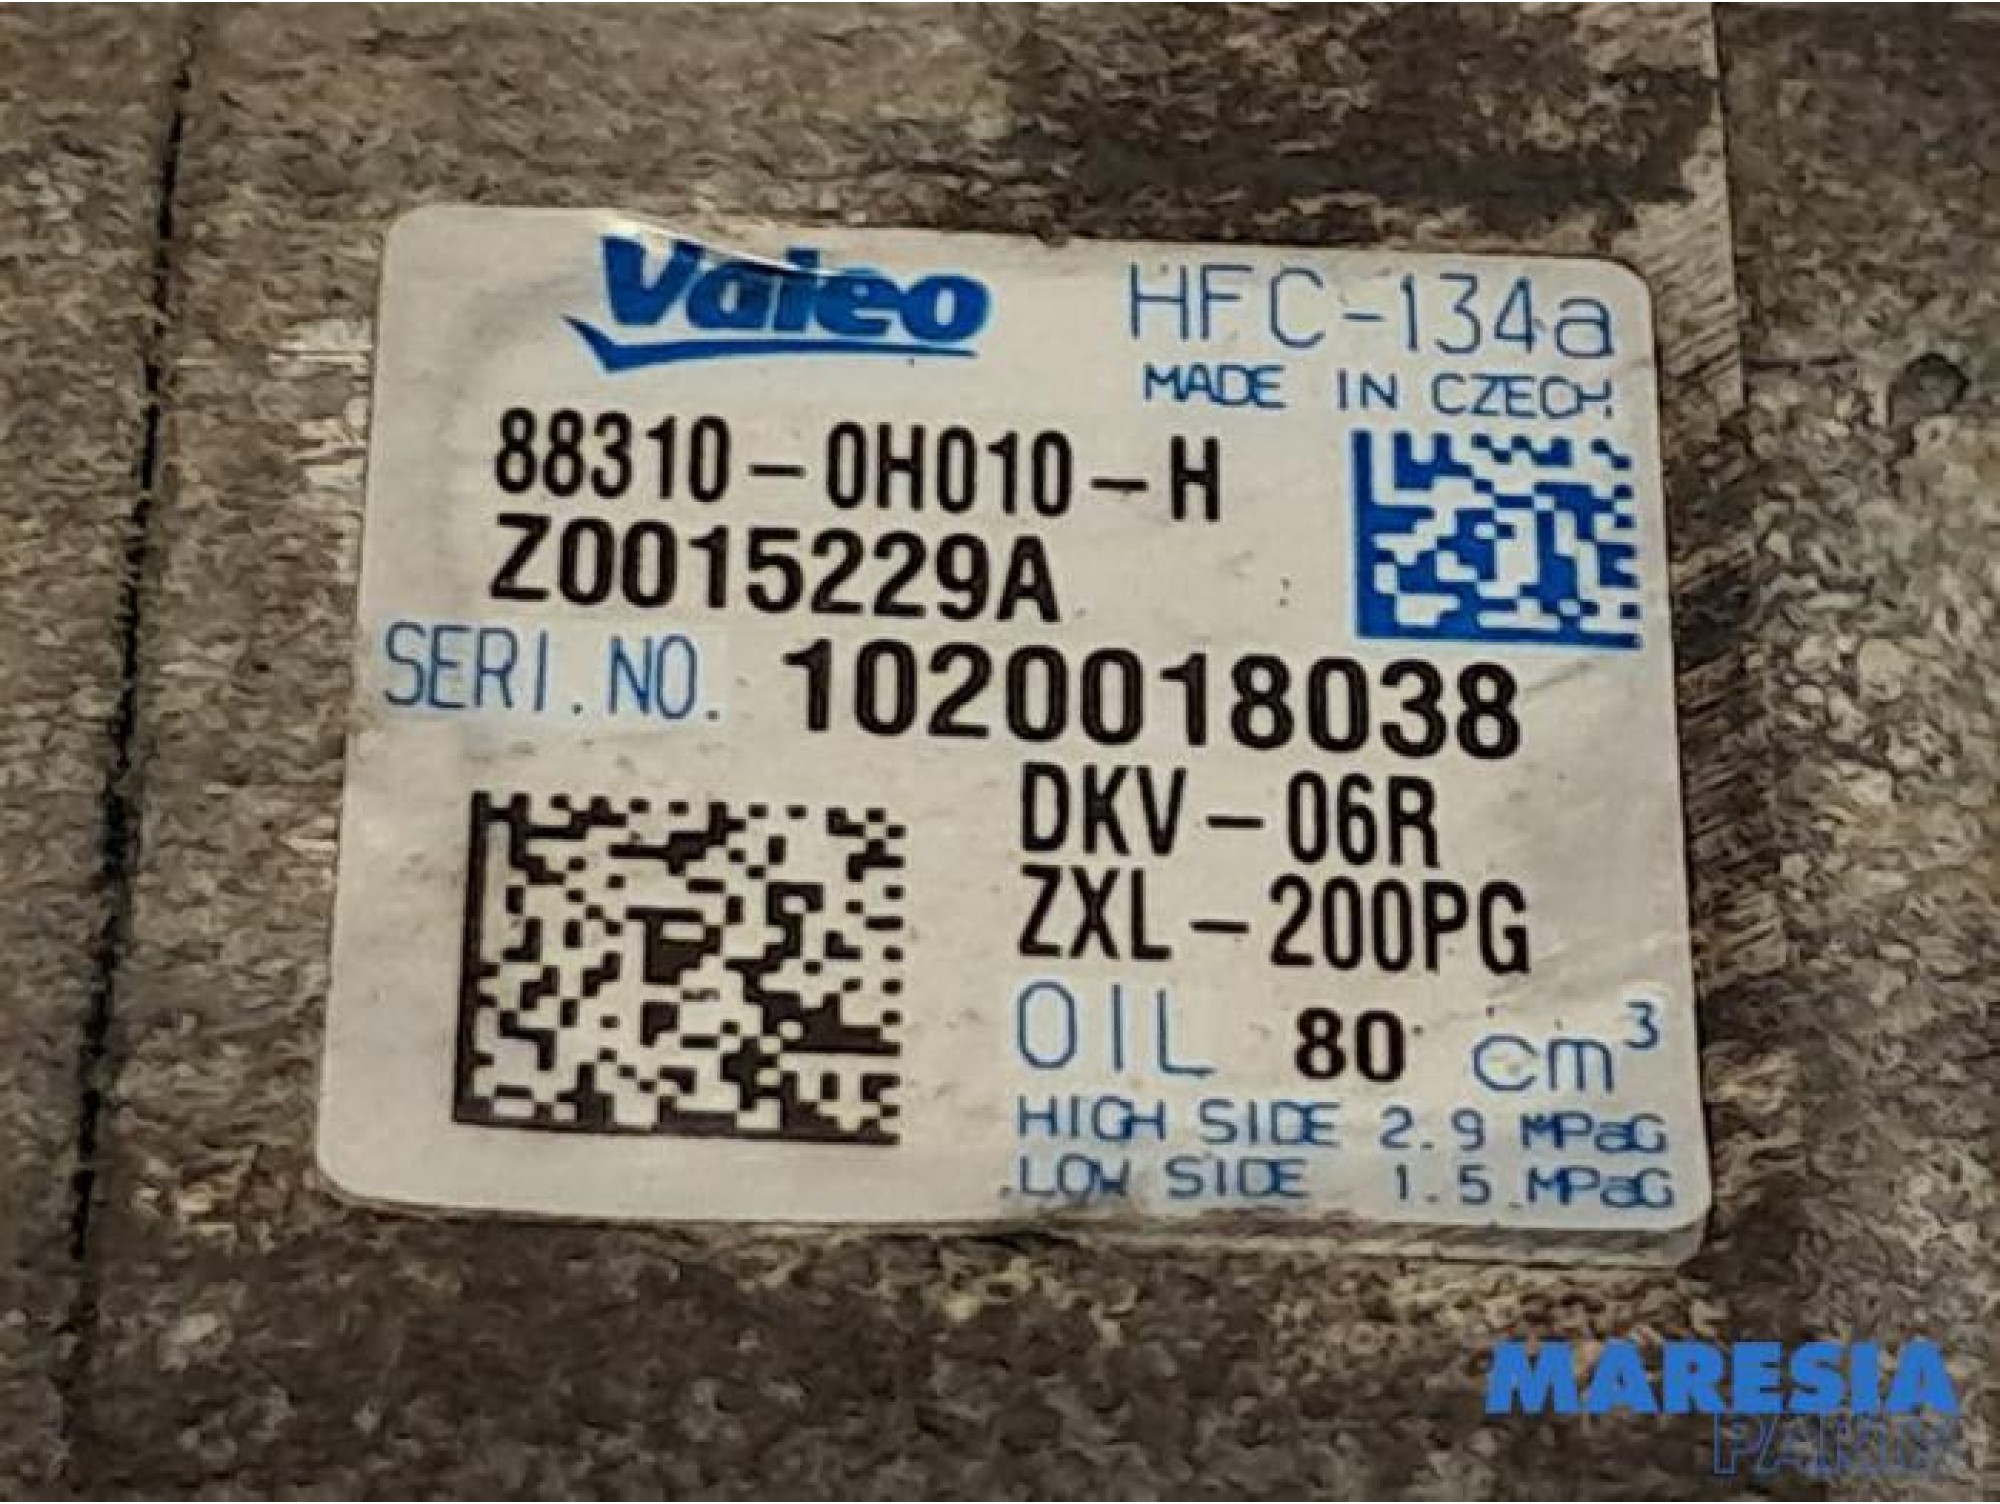 Valeo
HFC-134a
MADE IN CZECH
88310-0H010-H
Z0015229A
SERI.NO. 1020018038
DKV-06R
ZXL-200PG
OIL 80 cm³
HIGH SIDE 2.9 MPaG
LOW SIDE 1.5 MPaG
MARESIA
PARTS